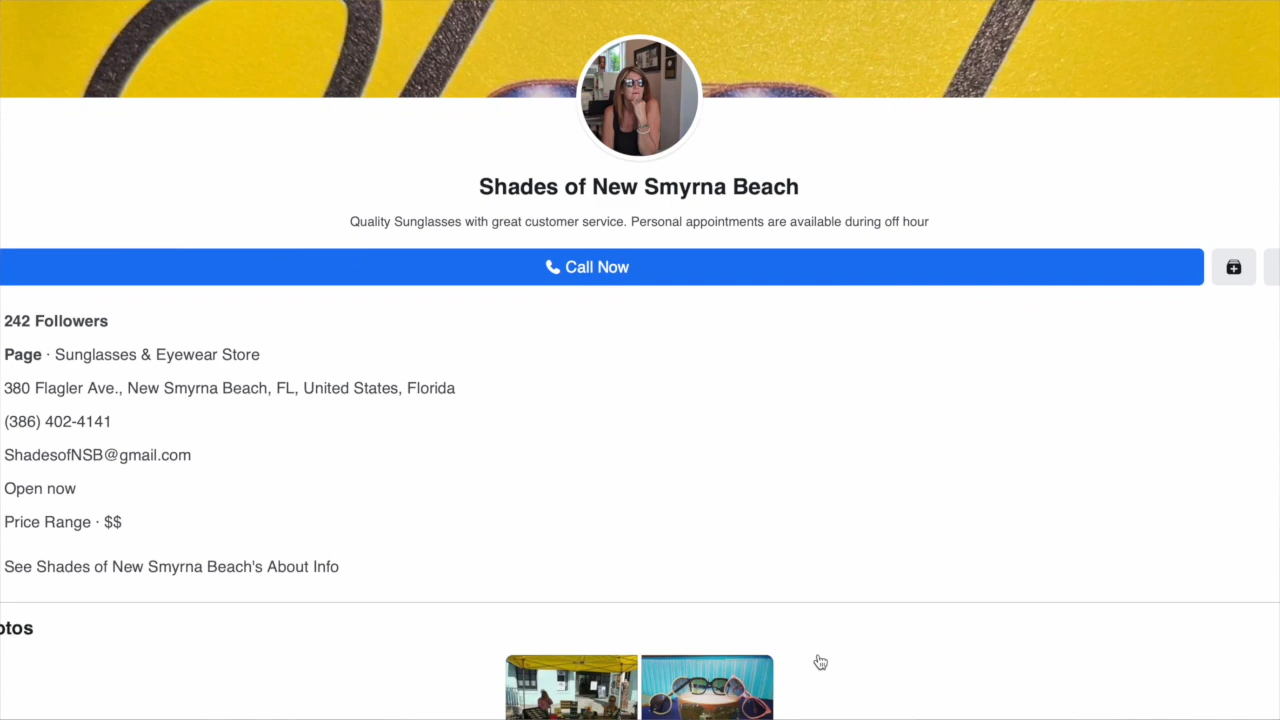 Shades of New Smyrna Beach
Quality Sunglasses with great customer service. Personal appointments are available during off hour
Call Now
242 Followers
Page · Sunglasses & Eyewear Store
380 Flagler Ave., New Smyrna Beach, FL, United States, Florida
(386) 402-4141
ShadesofNSB@gmail.com
Open now
Price Range · $$
See Shades of New Smyrna Beach's About Info
otos